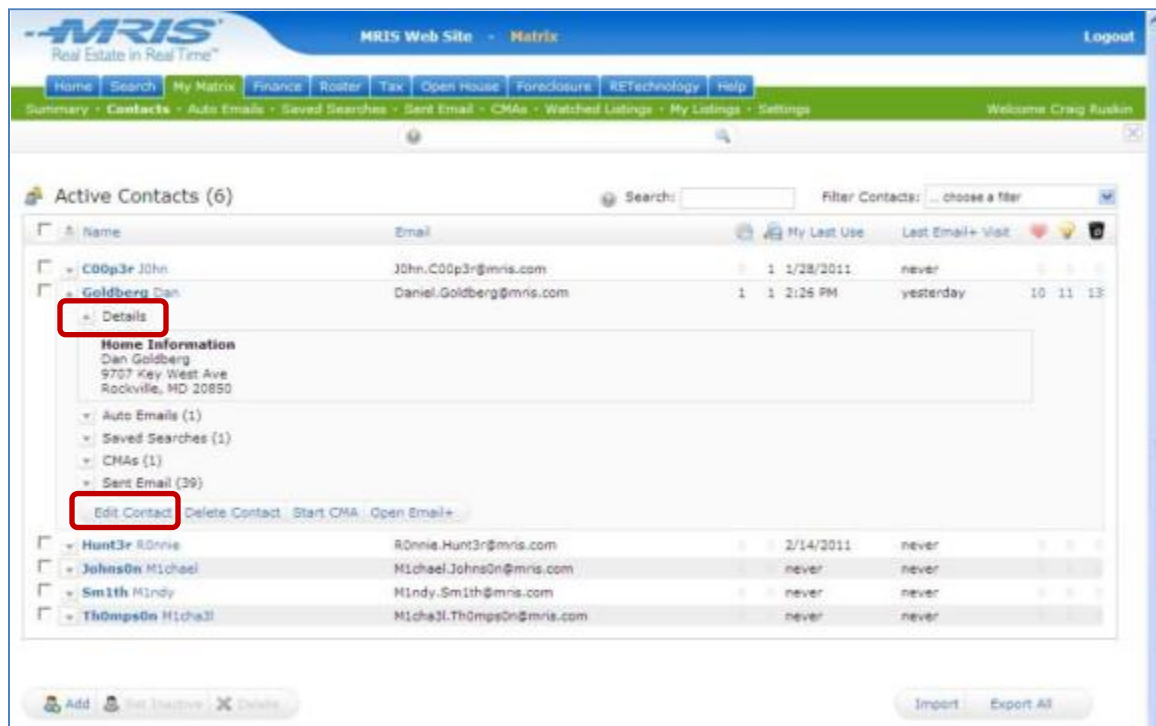 MRIS
Real Estate in Real Time™
MRIS Web Site - Matrix
Logout
Home Search My Matrix Finance Roster Tax Open House Foreclosure RETechnology Help
Summary · Contacts · Auto Emails · Saved Searches · Sent Email · CMAs · Watched Listings · My Listings · Settings Welcome Craig Ruskin
Active Contacts (6) Search: Filter Contacts: ... choose a filter
Name Email My Last Use Last Email+ Visit
C00p3r J0hn J0hn.C00p3r@mris.com 1 1/28/2011 never
Goldberg Dan Daniel.Goldberg@mris.com 1 1 2:26 PM yesterday 10 11 13
Details
Home Information
Dan Goldberg
9707 Key West Ave
Rockville, MD 20850
Auto Emails (1)
Saved Searches (1)
CMAs (1)
Sent Email (39)
Edit Contact Delete Contact Start CMA Open Email+
Hunt3r R0nnie R0nnie.Hunt3r@mris.com 2/14/2011 never
Johns0n M1chael M1chael.Johns0n@mris.com never never
Sm1th M1ndy M1ndy.Sm1th@mris.com never never
Th0mps0n M1cha3l M1cha3l.Th0mps0n@mris.com never never
Add Set Inactive Delete Import Export All